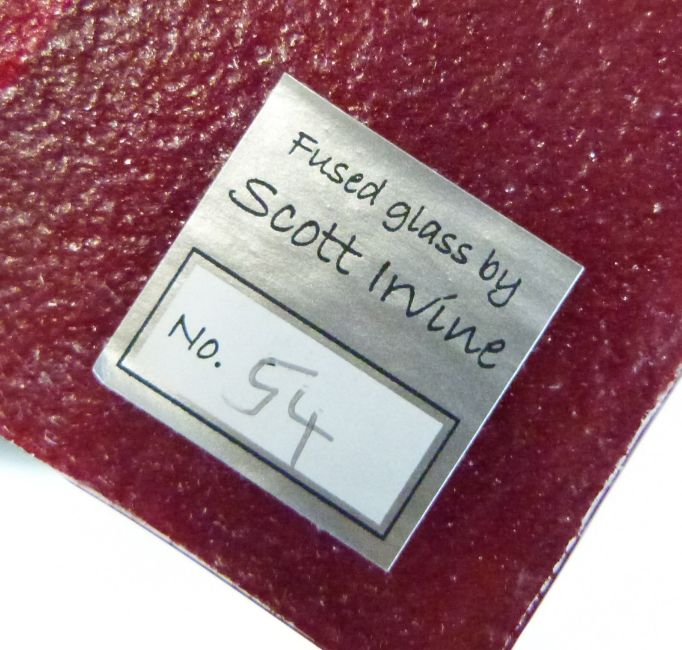 Fused glass by
Scott Irvine
No. 54